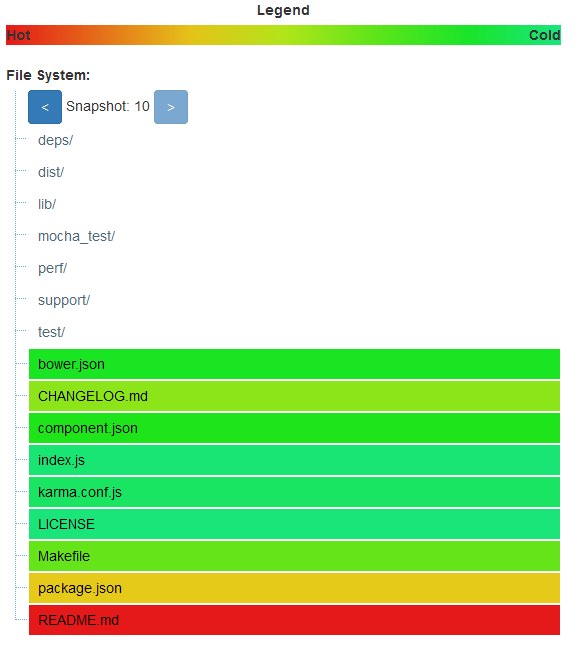 Legend
Hot Cold
File System:
< Snapshot: 10 >
deps/
dist/
lib/
mocha_test/
perf/
support/
test/
bower.json
CHANGELOG.md
component.json
index.js
karma.conf.js
LICENSE
Makefile
package.json
README.md